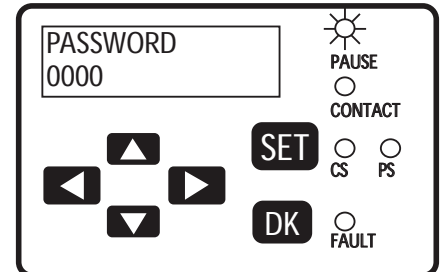 PASSWORD
0000
PAUSE
CONTACT
SET
CS PS
DK
FAULT